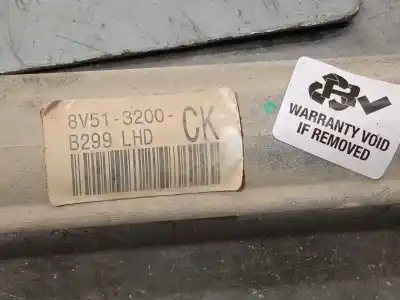 8V51-3200-
CK
B299 LHD
WARRANTY VOID
IF REMOVED